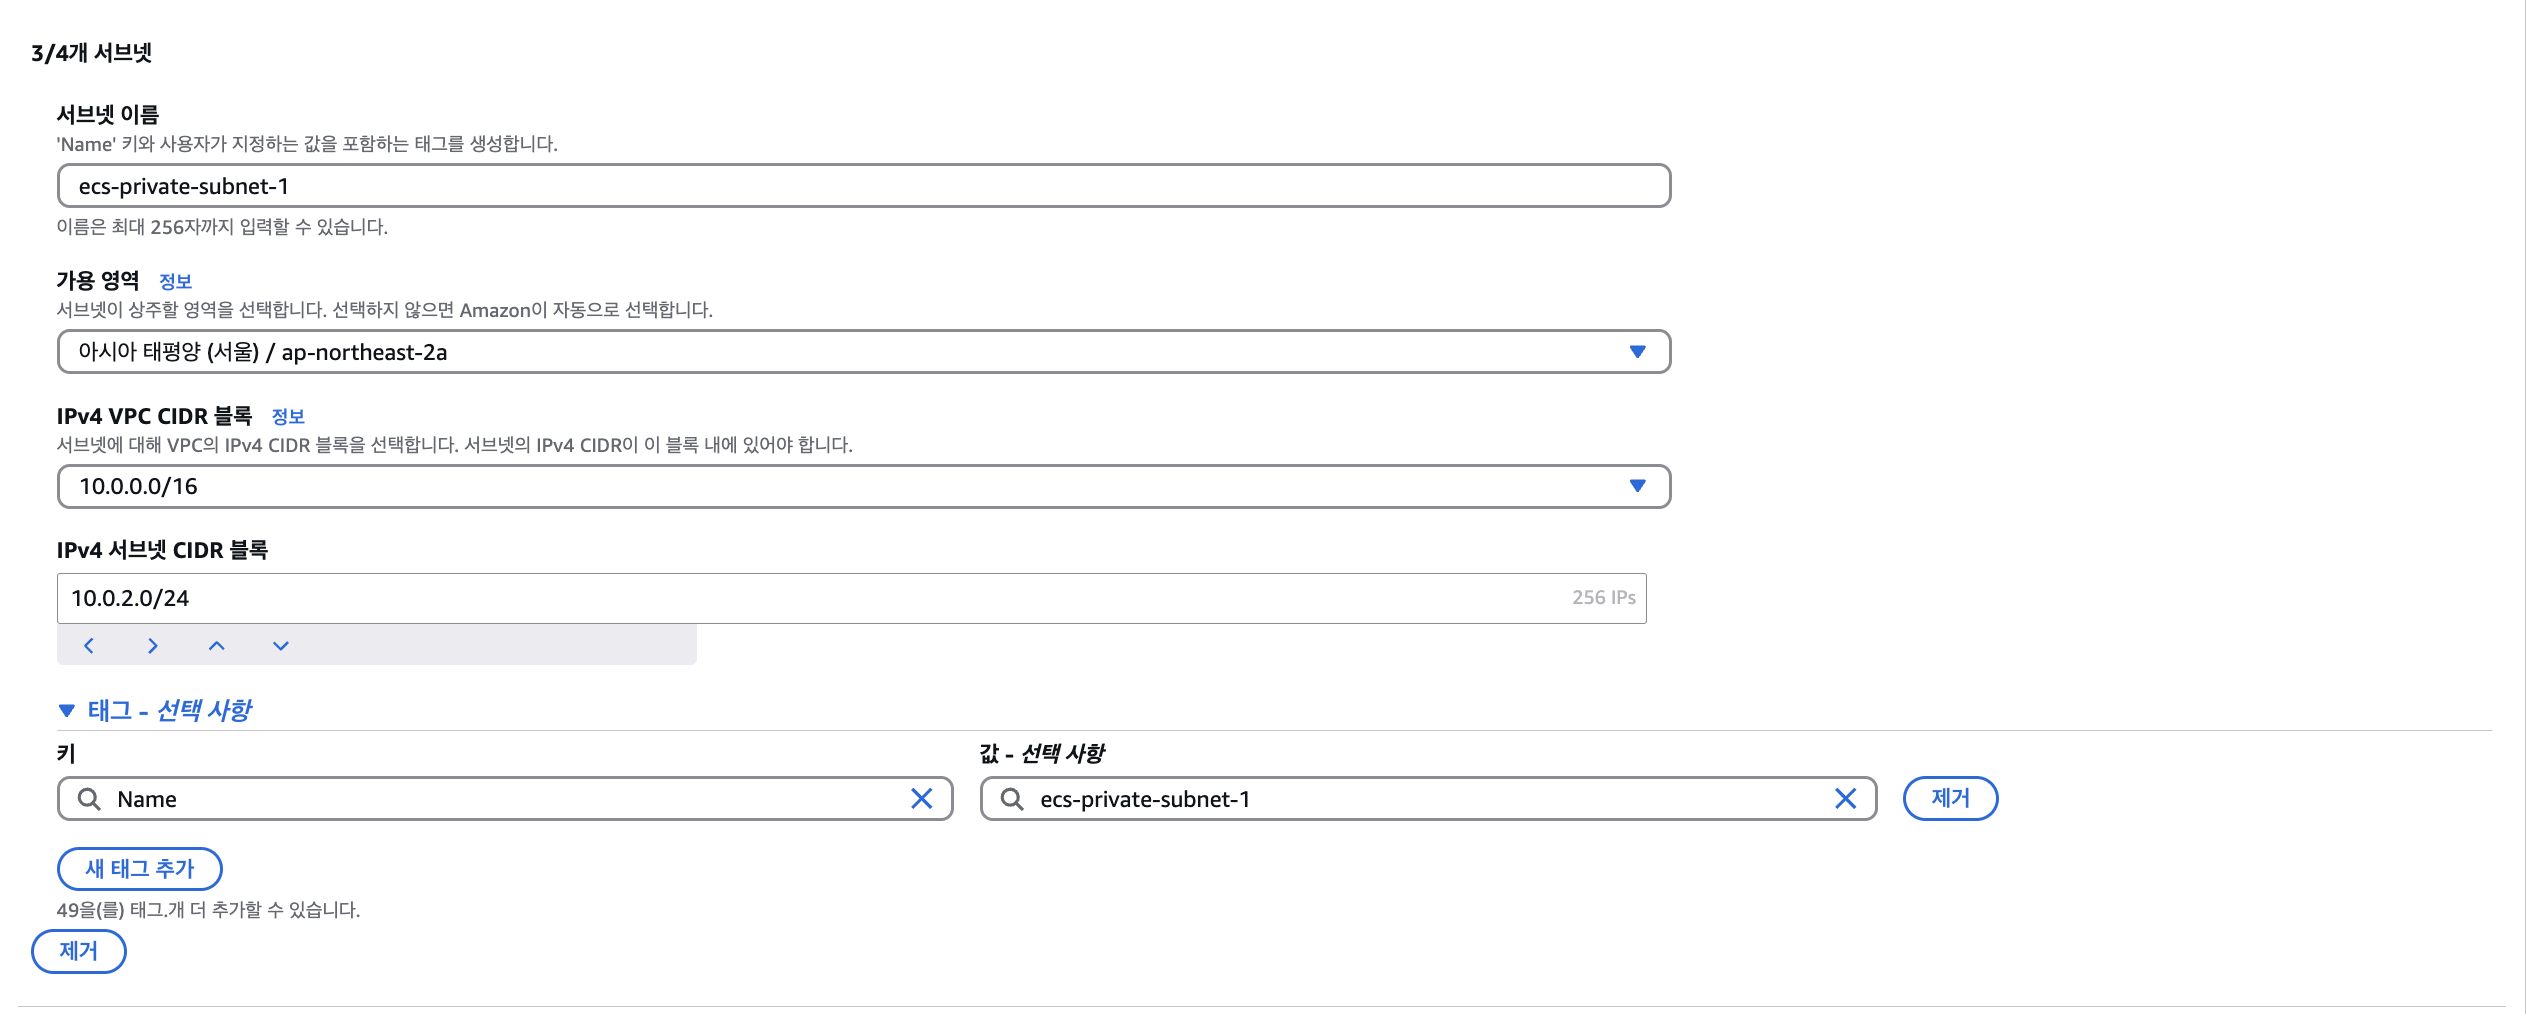 3/4개 서브넷
서브넷 이름
'Name' 키와 사용자가 지정하는 값을 포함하는 태그를 생성합니다.
ecs-private-subnet-1
이름은 최대 256자까지 입력할 수 있습니다.
가용 영역 정보
서브넷이 상주할 영역을 선택합니다. 선택하지 않으면 Amazon이 자동으로 선택합니다.
아시아 태평양 (서울) / ap-northeast-2a
IPv4 VPC CIDR 블록 정보
서브넷에 대해 VPC의 IPv4 CIDR 블록을 선택합니다. 서브넷의 IPv4 CIDR이 이 블록 내에 있어야 합니다.
10.0.0.0/16
IPv4 서브넷 CIDR 블록
10.0.2.0/24 256 IPs
태그 - 선택 사항
키 값 - 선택 사항
Name ecs-private-subnet-1 제거
새 태그 추가
49을(를) 태그.개 더 추가할 수 있습니다.
제거